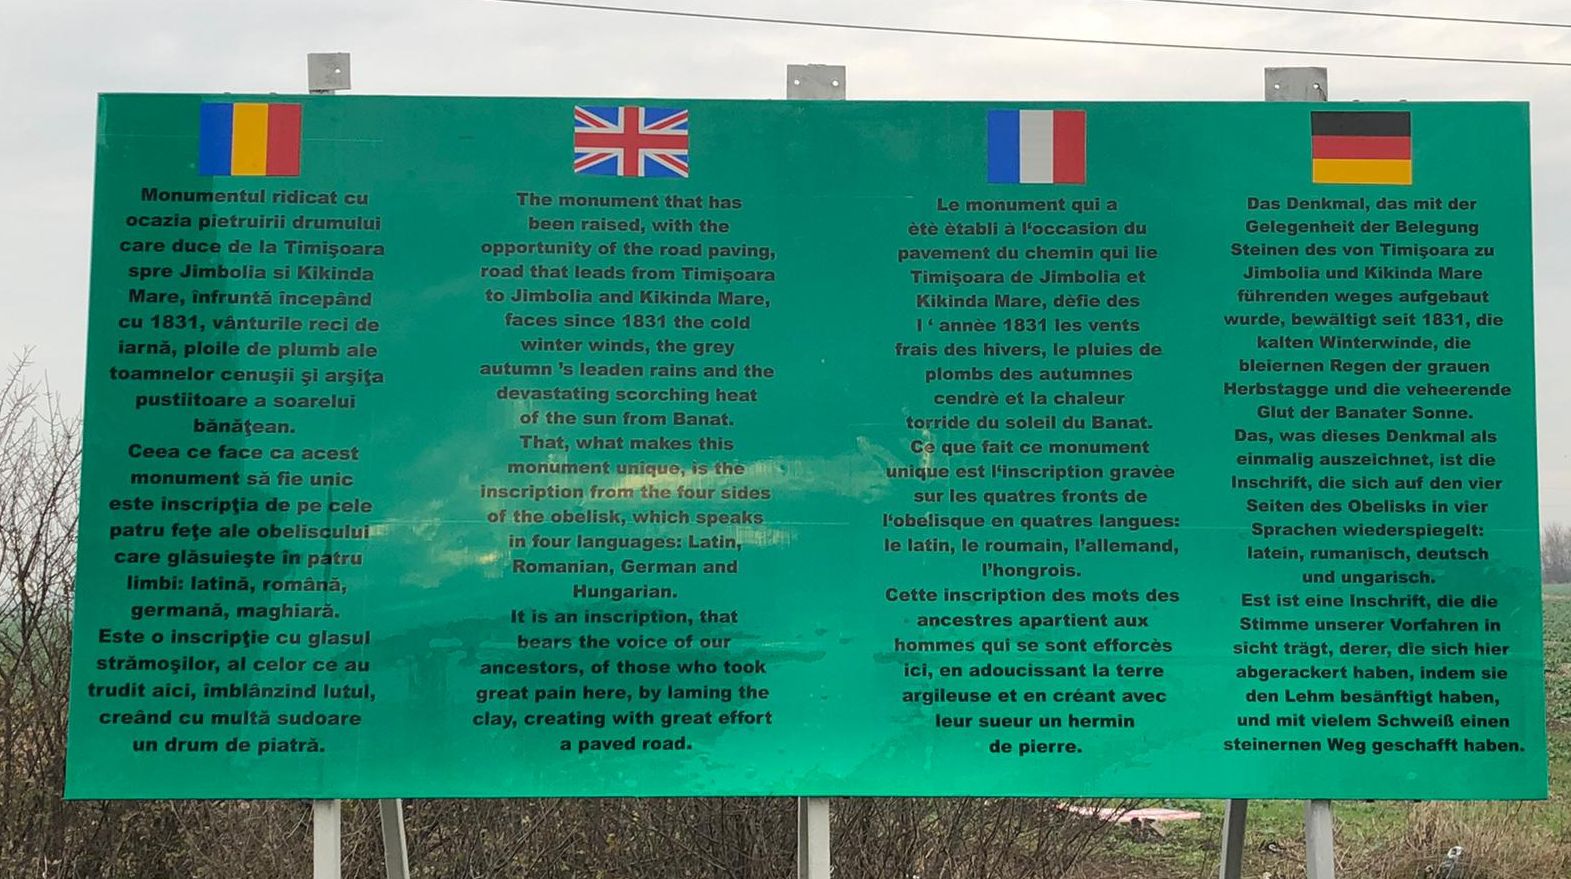 Monumentul ridicat cu
ocazia pietruirii drumului
care duce de la Timişoara
spre Jimbolia si Kikinda
Mare, înfruntă începând
cu 1831, vânturile reci de
iarnă, ploile de plumb ale
toamnelor cenuşii şi arşiţa
pustiitoare a soarelui
bănăţean.
Ceea ce face ca acest
monument să fie unic
este inscripţia de pe cele
patru feţe ale obeliscului
care glăsuieşte în patru
limbi: latină, română,
germană, maghiară.
Este o inscripţie cu glasul
strămoşilor, al celor ce au
trudit aici, îmblânzind lutul,
creând cu multă sudoare
un drum de piatră.
The monument that has
been raised, with the
opportunity of the road paving,
road that leads from Timişoara
to Jimbolia and Kikinda Mare,
faces since 1831 the cold
winter winds, the grey
autumn 's leaden rains and the
devastating scorching heat
of the sun from Banat.
That, what makes this
monument unique, is the
inscription from the four sides
of the obelisk, which speaks
in four languages: Latin,
Romanian, German and
Hungarian.
It is an inscription, that
bears the voice of our
ancestors, of those who took
great pain here, by laming the
clay, creating with great effort
a paved road.
Le monument qui a
ètè ètabli à l'occasion du
pavement du chemin qui lie
Timişoara de Jimbolia et
Kikinda Mare, dèfie des
l ' annèe 1831 les vents
frais des hivers, le pluies de
plombs des autumnes
cendrè et la chaleur
torride du soleil du Banat.
Ce que fait ce monument
unique est l'inscription gravèe
sur les quatres fronts de
l'obelisque en quatres langues:
le latin, le roumain, l'allemand,
l'hongrois.
Cette inscription des mots des
ancestres apartient aux
hommes qui se sont efforcès
ici, en adoucissant la terre
argileuse et en créant avec
leur sueur un hermin
de pierre.
Das Denkmal, das mit der
Gelegenheit der Belegung
Steinen des von Timişoara zu
Jimbolia und Kikinda Mare
führenden weges aufgebaut
wurde, bewältigt seit 1831, die
kalten Winterwinde, die
bleiernen Regen der grauen
Herbstagge und die veheerende
Glut der Banater Sonne.
Das, was dieses Denkmal als
einmalig auszeichnet, ist die
Inschrift, die sich auf den vier
Seiten des Obelisks in vier
Sprachen wiederspiegelt:
latein, rumanisch, deutsch
und ungarisch.
Est ist eine Inschrift, die die
Stimme unserer Vorfahren in
sicht trägt, derer, die sich hier
abgerackert haben, indem sie
den Lehm besänftigt haben,
und mit vielem Schweiß einen
steinernen Weg geschafft haben.